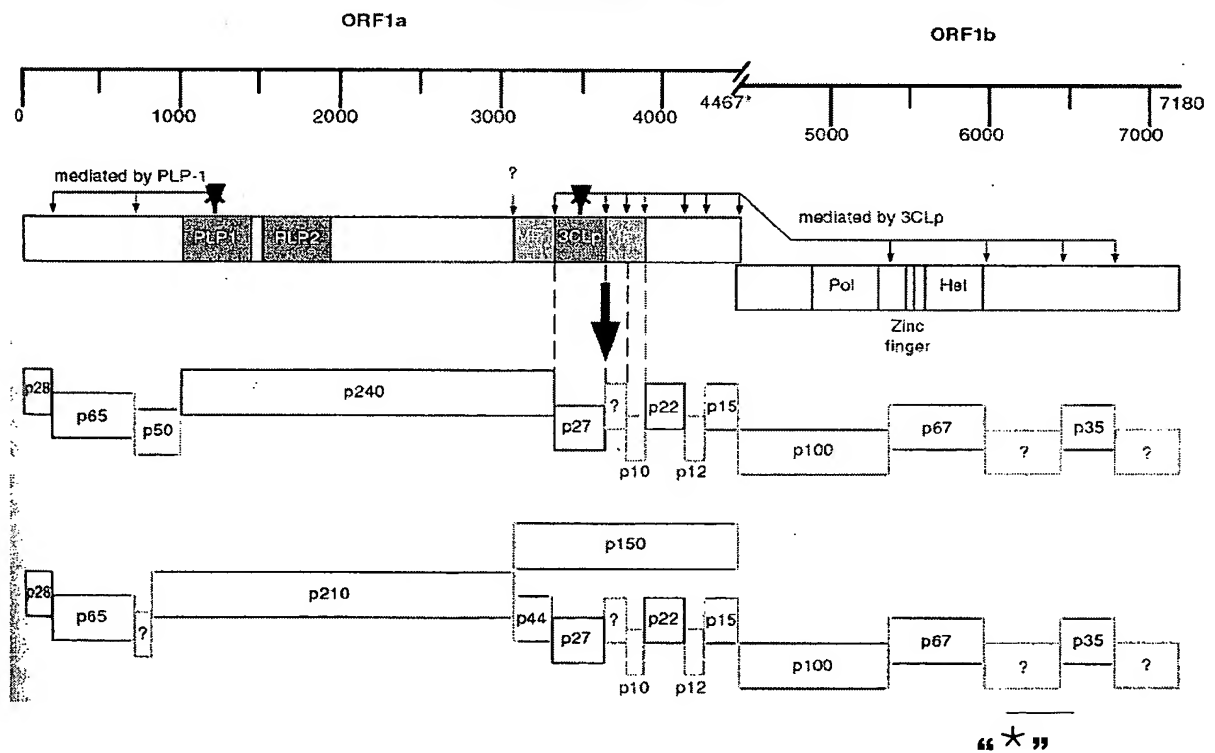 ORF1a
ORF1b
0 1000 2000 3000 4000 4467*
5000 6000 7000 7180
mediated by PLP-1
?
mediated by 3CLp
PLP1 PLP2 3CLp
Pol Hel
Zinc
finger
p28 p65 p50 p240 p27 ? p10 p22 p12 p15 p100 p67 ? p35 ?
p150
p28 p65 ? p210 p44 p27 ? p10 p22 p12 p15 p100 p67 ? p35 ?
“*”